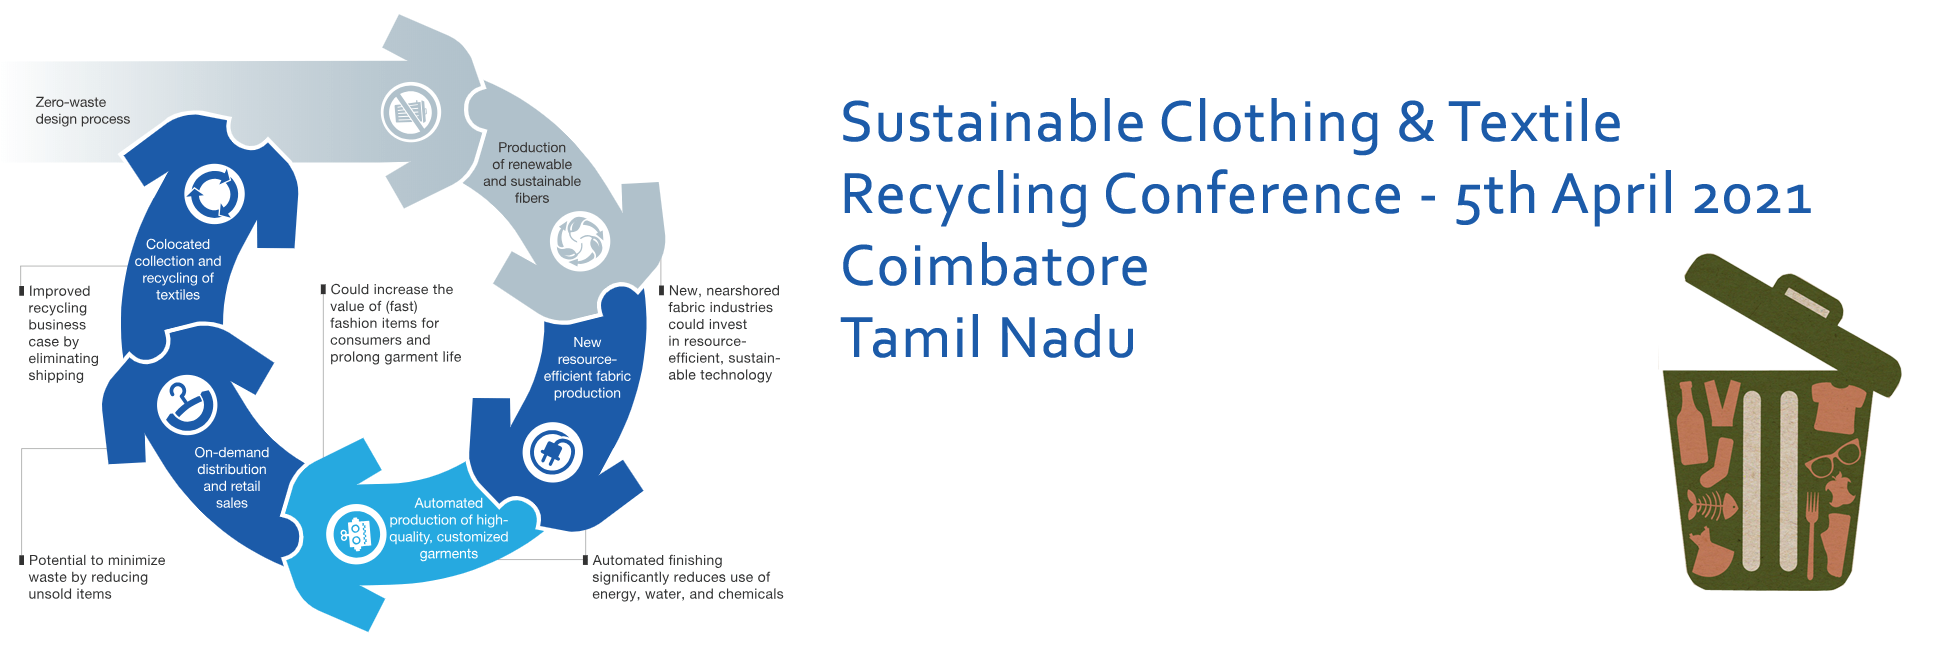 Zero-waste
design process
Production
of renewable
and sustainable
fibers
Colocated
collection and
recycling of
textiles
Improved
recycling
business
case by
eliminating
shipping
Could increase the
value of (fast)
fashion items for
consumers and
prolong garment life
New, nearshored
fabric industries
could invest
in resource-
efficient, sustain-
able technology
New
resource-
efficient fabric
production
On-demand
distribution
and retail
sales
Automated
production of high-
quality, customized
garments
Potential to minimize
waste by reducing
unsold items
Automated finishing
significantly reduces use of
energy, water, and chemicals
Sustainable Clothing & Textile
Recycling Conference - 5th April 2021
Coimbatore
Tamil Nadu